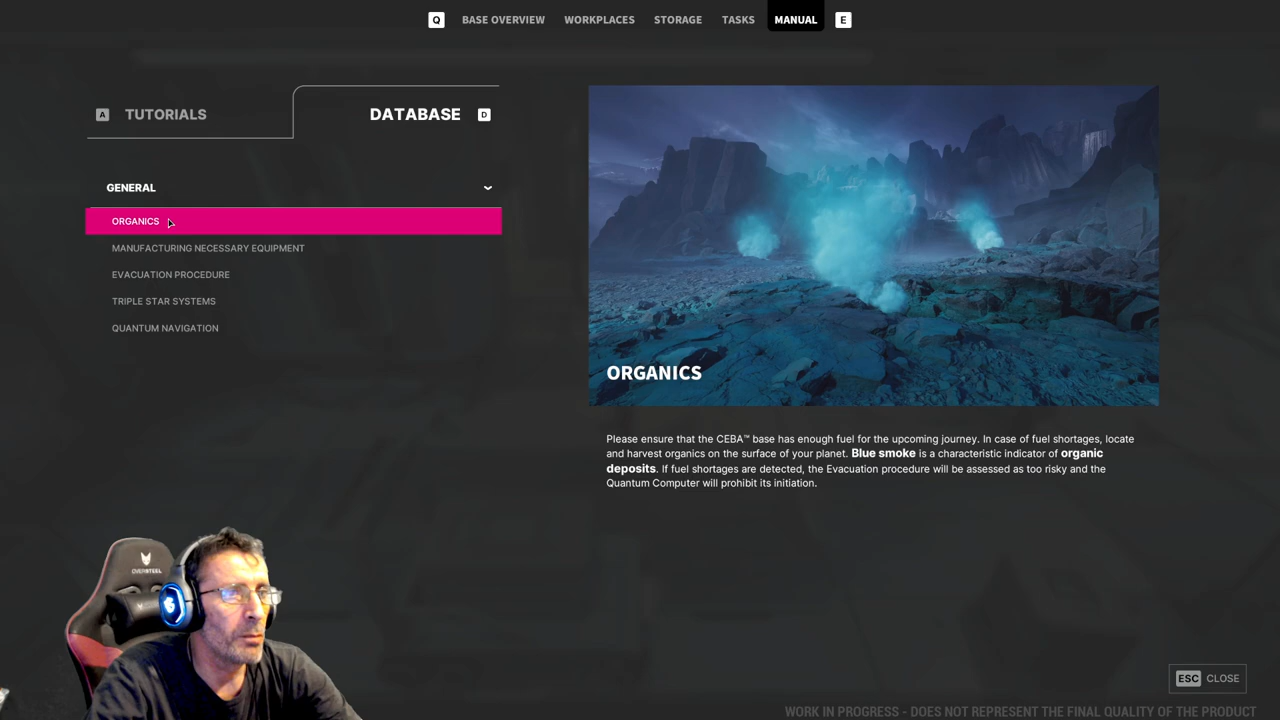 Q BASE OVERVIEW WORKPLACES STORAGE TASKS MANUAL E
A TUTORIALS DATABASE D
GENERAL
ORGANICS
MANUFACTURING NECESSARY EQUIPMENT
EVACUATION PROCEDURE
TRIPLE STAR SYSTEMS
QUANTUM NAVIGATION
ORGANICS
Please ensure that the CEBA™ base has enough fuel for the upcoming journey. In case of fuel shortages, locate
and harvest organics on the surface of your planet. Blue smoke is a characteristic indicator of organic
deposits. If fuel shortages are detected, the Evacuation procedure will be assessed as too risky and the
Quantum Computer will prohibit its initiation.
OVERSTEEL
ESC CLOSE
WORK IN PROGRESS - DOES NOT REPRESENT THE FINAL QUALITY OF THE PRODUCT